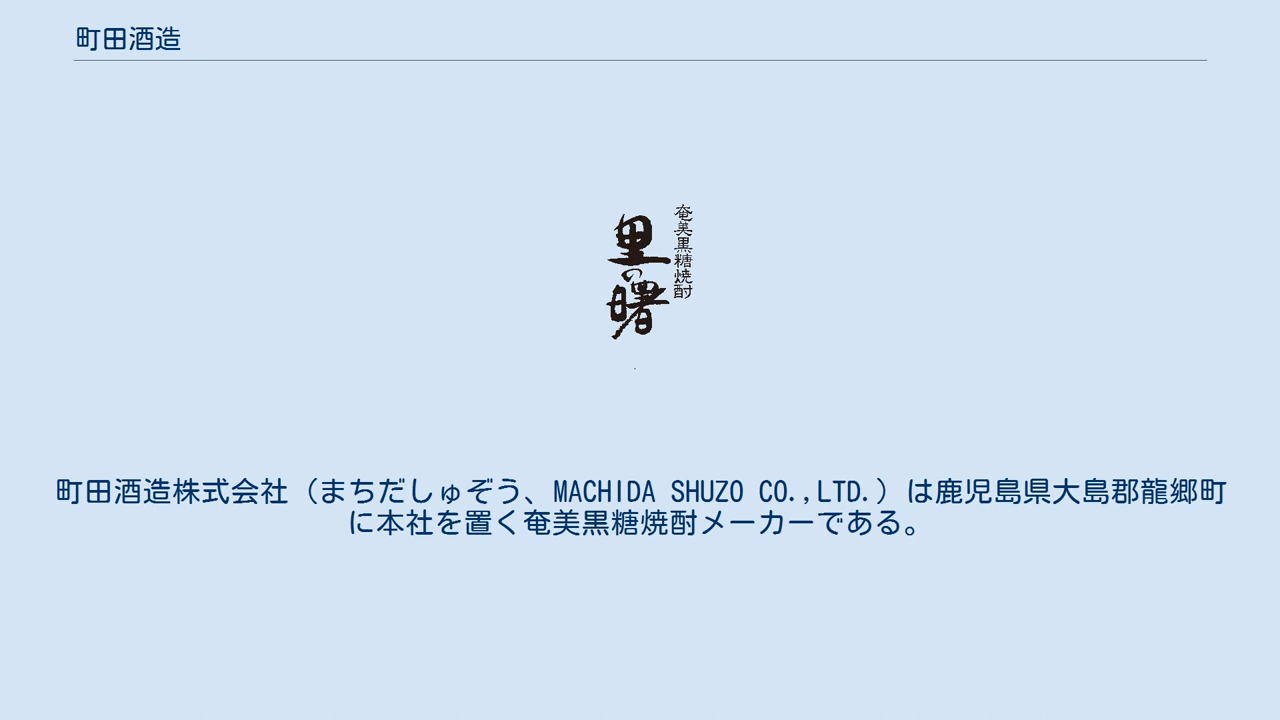 町田酒造
奄美黒糖焼酎
里の曙
町田酒造株式会社（まちだしゅぞう、MACHIDA SHUZO CO.,LTD.）は鹿児島県大島郡龍郷町
に本社を置く奄美黒糖焼酎メーカーである。